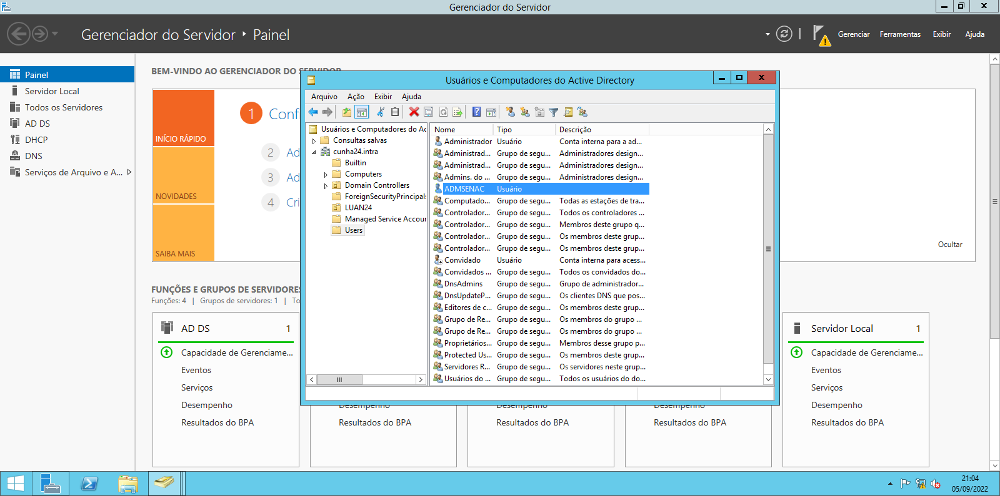 Gerenciador do Servidor
Gerenciador do Servidor ‣ Painel
Gerenciar Ferramentas Exibir Ajuda
Painel
Servidor Local
Todos os Servidores
AD DS
DHCP
DNS
Serviços de Arquivo e A...
BEM-VINDO AO GERENCIADOR DO SERVIDOR
INÍCIO RÁPIDO
NOVIDADES
SAIBA MAIS
1 Conf
2 Ad
3 Ad
4 Cri
Ocultar
FUNÇÕES E GRUPOS DE SERVIDORES
Funções: 4 | Grupos de servidores: 1 | To
AD DS 1
Capacidade de Gerenciame...
Eventos
Serviços
Desempenho
Resultados do BPA
Desempenho
Resultados do BPA
Desempenho
Resultados do BPA
Desempenho
Resultados do BPA
Servidor Local 1
Capacidade de Gerenciame...
Eventos
Serviços
Desempenho
Resultados do BPA
Usuários e Computadores do Active Directory
Arquivo Ação Exibir Ajuda
Usuários e Computadores do Ac
Consultas salvas
cunha24.intra
Builtin
Computers
Domain Controllers
ForeignSecurityPrincipals
LUAN24
Managed Service Accour
Users
Nome Tipo Descrição
Administrador Usuário Conta interna para a ad...
Administrad... Grupo de segu... Administradores design...
Administrad... Grupo de segu... Administradores design...
Admins. do ... Grupo de segu... Administradores design...
ADMSENAC Usuário
Computado... Grupo de segu... Todas as estações de tra...
Controlador... Grupo de segu... Todos os controladores ...
Controlador... Grupo de segu... Membros deste grupo q...
Controlador... Grupo de segu... Os membros deste grup...
Controlador... Grupo de segu... Os membros deste grup...
Convidado Usuário Conta interna para acess...
Convidados ... Grupo de segu... Todos os convidados do...
DnsAdmins Grupo de segu... Grupo de administrador...
DnsUpdateP... Grupo de segu... Os clientes DNS que pos...
Editores de c... Grupo de segu... Os membros deste grup...
Grupo de Re... Grupo de segu... Os membros do grupo ...
Grupo de Re... Grupo de segu... Os membros do grupo ...
Proprietários... Grupo de segu... Membros desse grupo p...
Protected Us... Grupo de segu... Os membros deste grup...
Servidores R... Grupo de segu... Os servidores neste grup...
Usuários do ... Grupo de segu... Todos os usuários do do...
21:04
05/09/2022